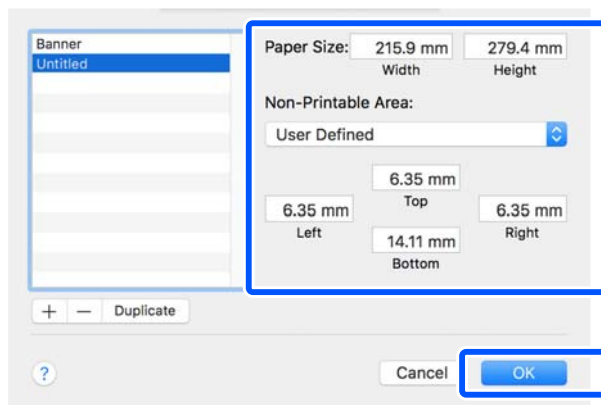 Banner
Untitled
Paper Size: 215.9 mm 279.4 mm
Width Height
Non-Printable Area:
User Defined
6.35 mm
Top
6.35 mm 6.35 mm
Left Right
14.11 mm
Bottom
+ − Duplicate
? Cancel OK